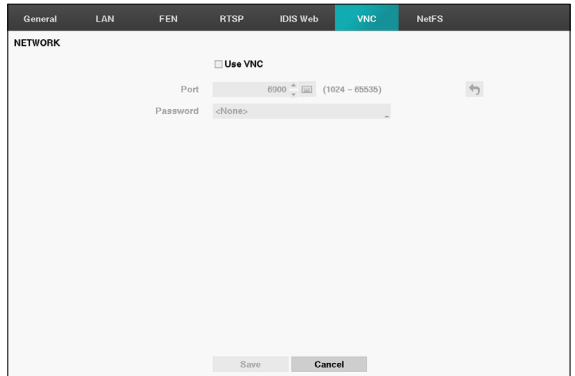 General LAN FEN RTSP IDIS Web VNC NetFS
NETWORK
Use VNC
Port 6900 (1024 ~ 65535)
Password <None>
Save Cancel